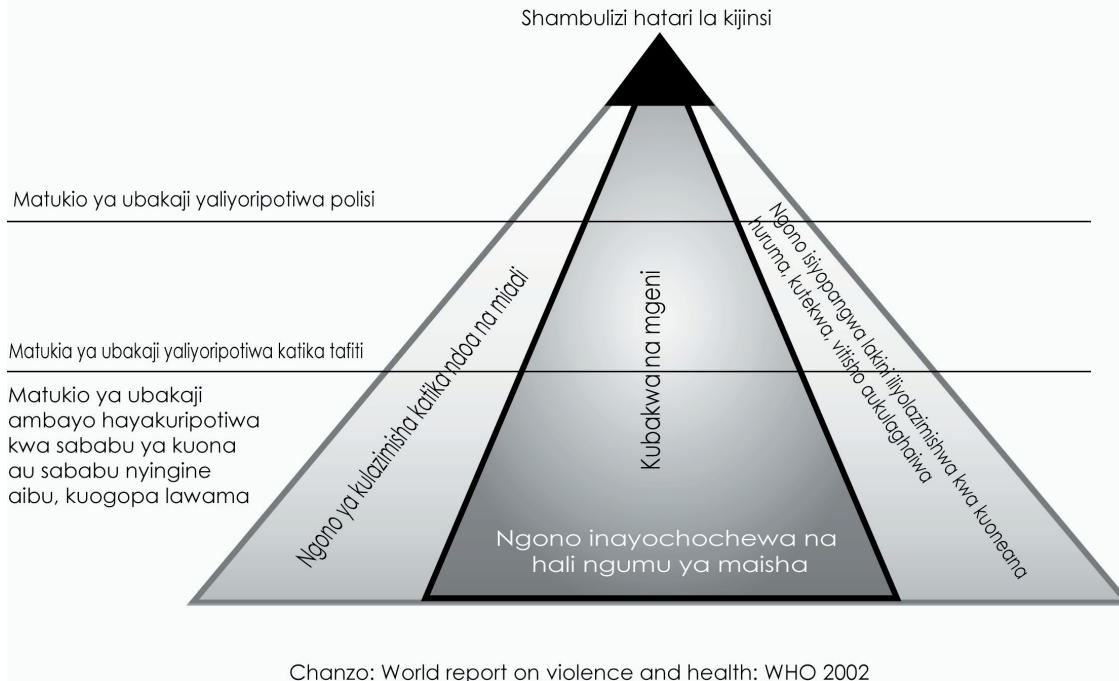 Shambulizi hatari la kijinsi
Matukio ya ubakaji yaliyoripotiwa polisi
Matukia ya ubakaji yaliyoripotiwa katika tafiti
Matukio ya ubakaji
ambayo hayakuripotiwa
kwa sababu ya kuona
au sababu nyingine
aibu, kuogopa lawama
Ngono ya kulazimisha katika ndoa na miadi
Kubakwa na mgeni
Ngono isiyopangwa lakini iliyolazimishwa kwa kuoneana
huruma, kutekwa, vitisho aukulaghaiwa
Ngono inayochochewa na
hali ngumu ya maisha
Chanzo: World report on violence and health: WHO 2002